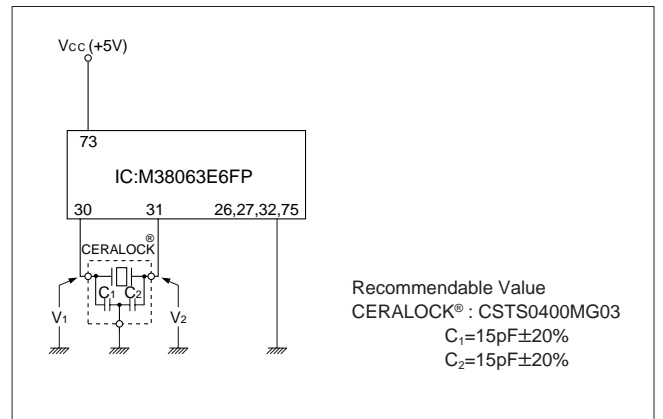 Vcc (+5V)
73
IC:M38063E6FP
30 31 26,27,32,75
CERALOCK®
C1 C2
V1 V2
Recommendable Value
CERALOCK® : CSTS0400MG03
C1=15pF±20%
C2=15pF±20%